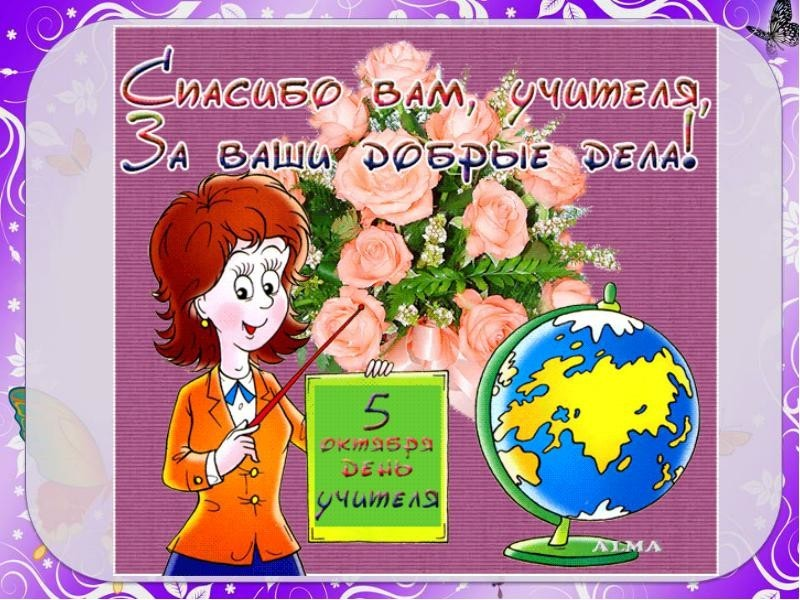 Спасибо вам, учителя,
За ваши добрые дела!
5
октября
день
учителя
ALMA